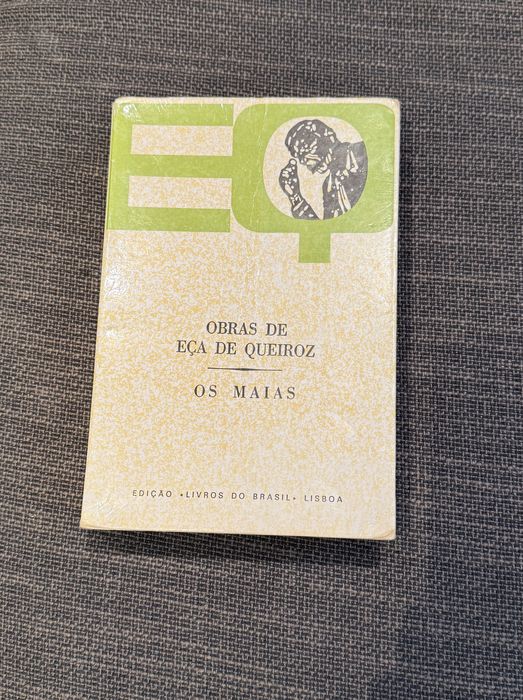 EQ
OBRAS DE
EÇA DE QUEIROZ
OS MAIAS
EDIÇÃO «LIVROS DO BRASIL» LISBOA